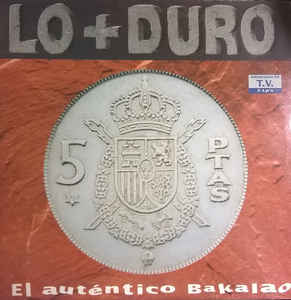 LO + DURO
T.V.
5
PTAS
El auténtico Bakalao